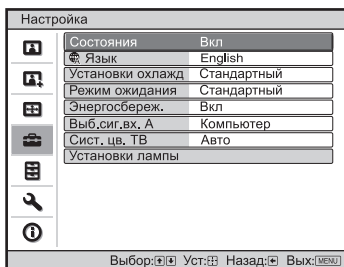 Настройка
Состояния Вкл
Язык English
Установки охлажд Стандартный
Режим ожидания Стандартный
Энергосбереж. Вкл
Выб.сиг.вх. А Компьютер
Сист. цв. ТВ Авто
Установки лампы
Выбор: Уст: Назад: Вых:MENU